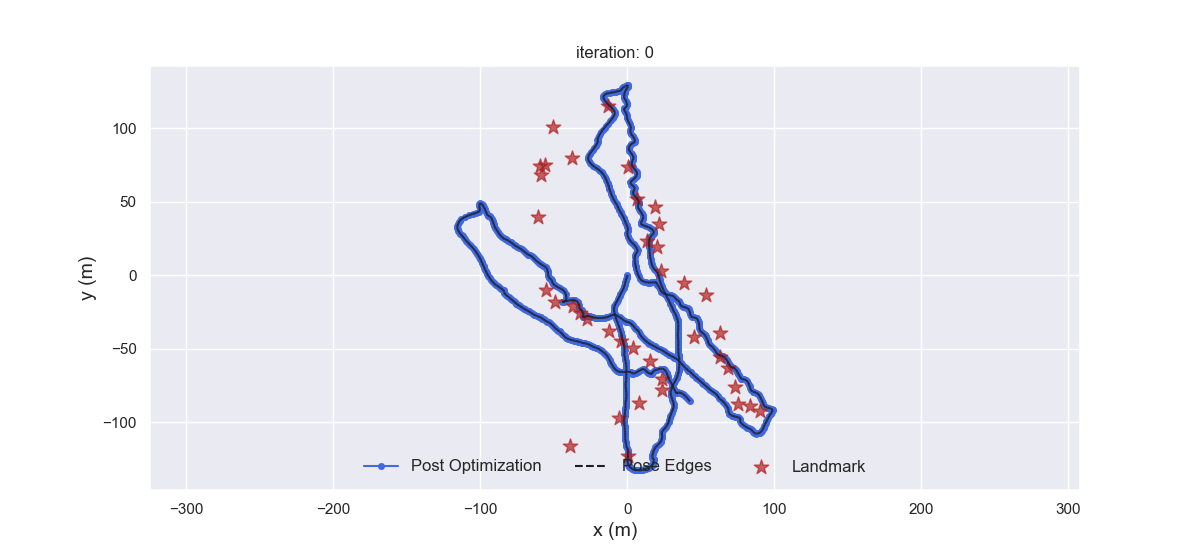 iteration: 0
100
50
0
−50
−100
y (m)
Post Optimization
Pose Edges
Landmark
−300
−200
−100
0
100
200
300
x (m)